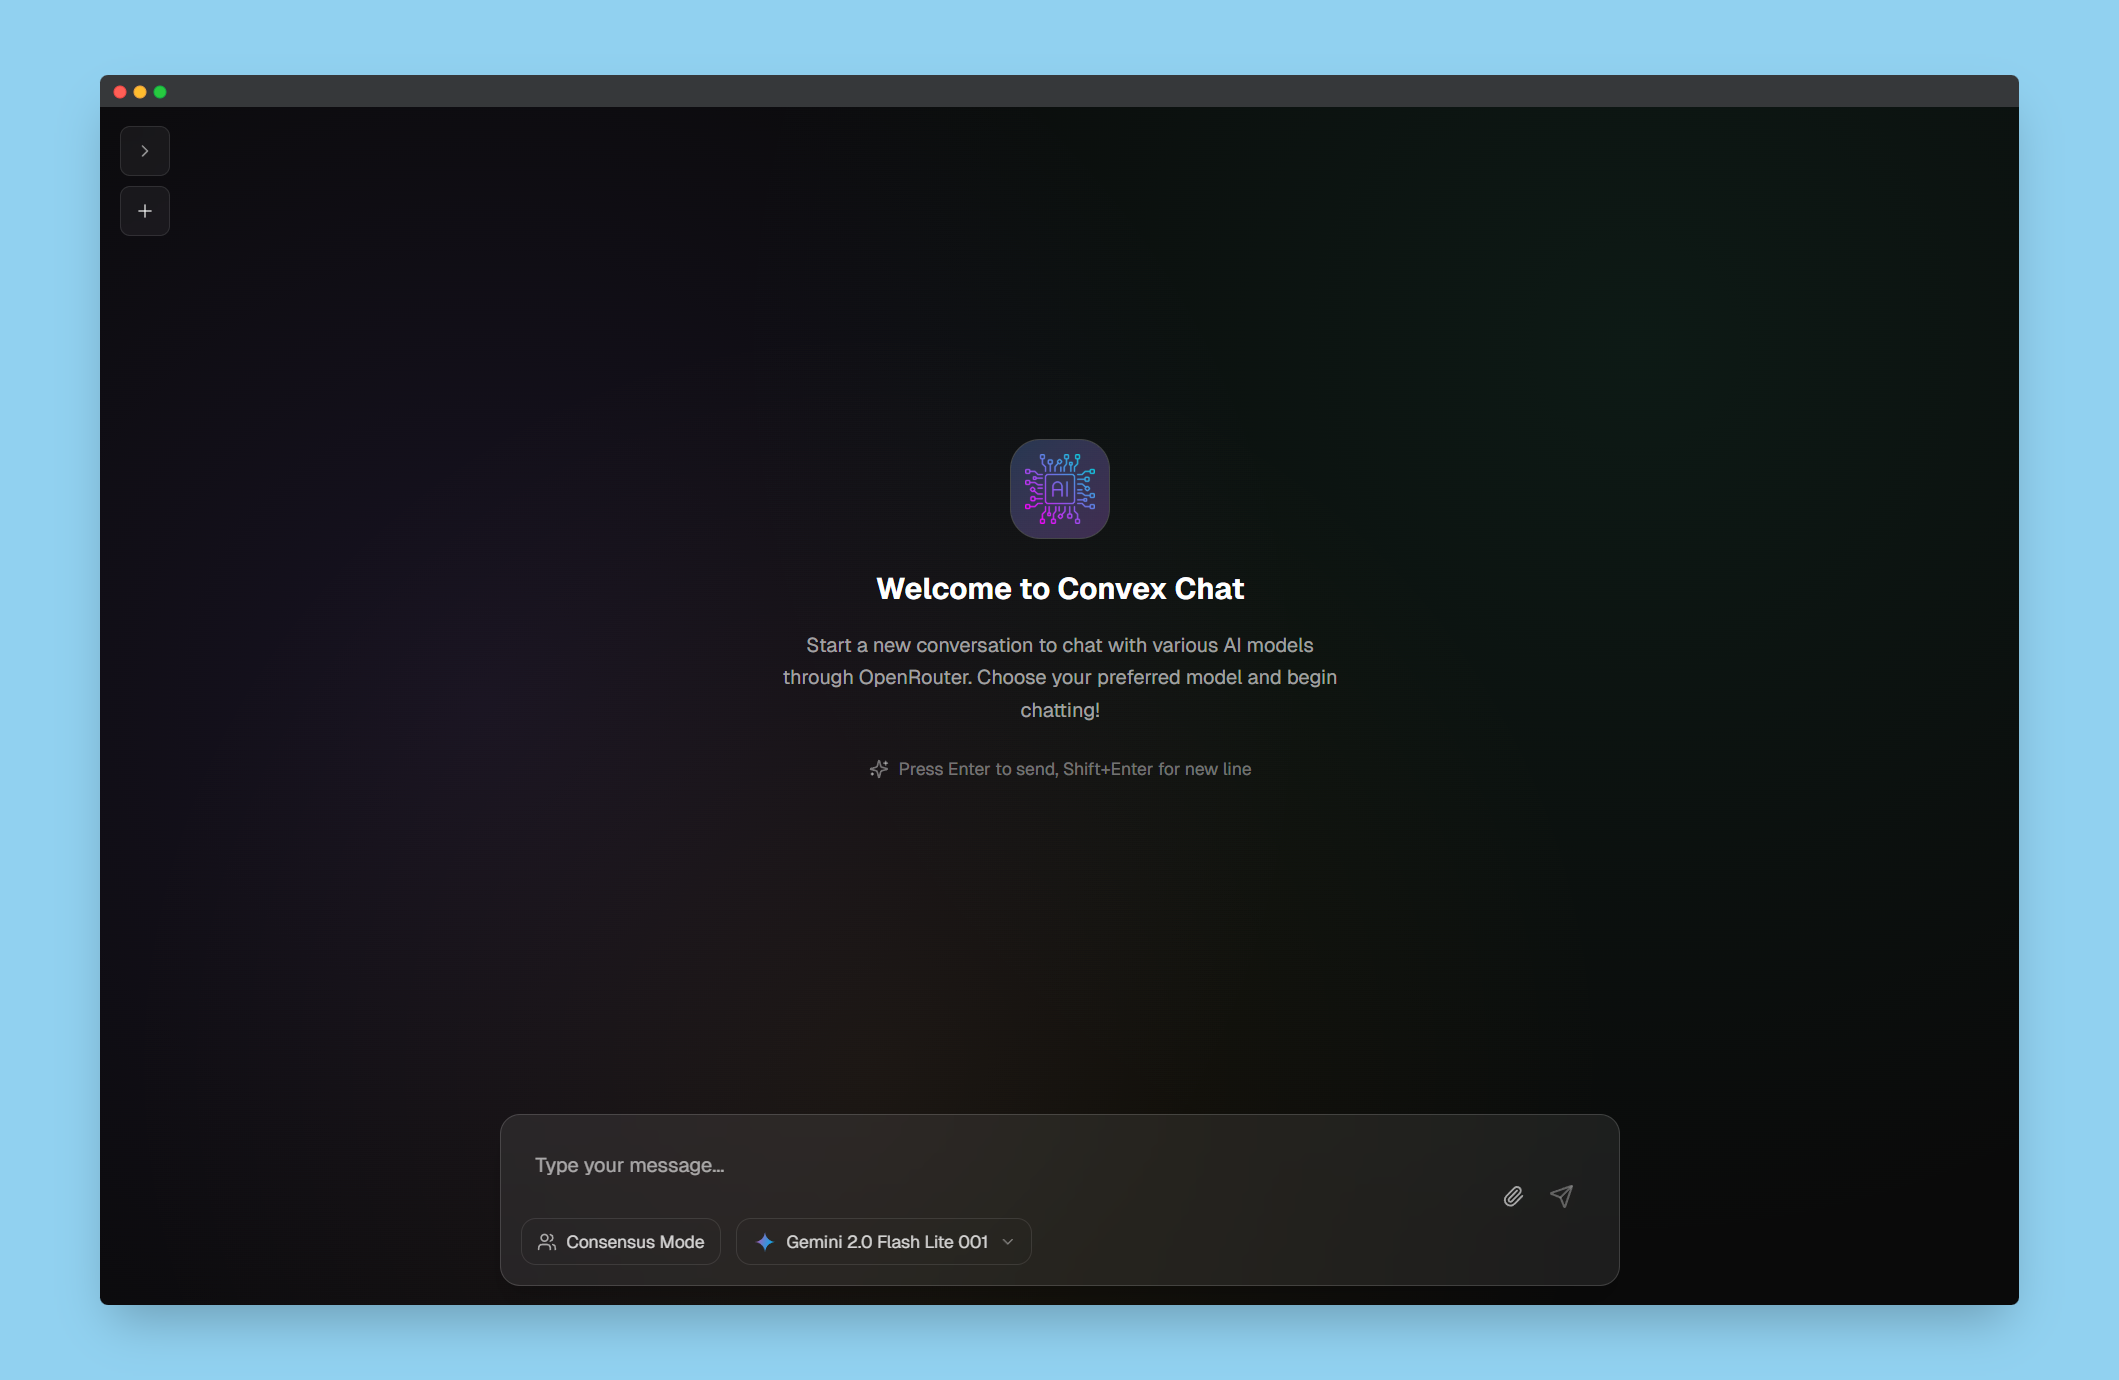 AI
Welcome to Convex Chat
Start a new conversation to chat with various AI models
through OpenRouter. Choose your preferred model and begin
chatting!
Press Enter to send, Shift+Enter for new line
Type your message...
Consensus Mode
Gemini 2.0 Flash Lite 001